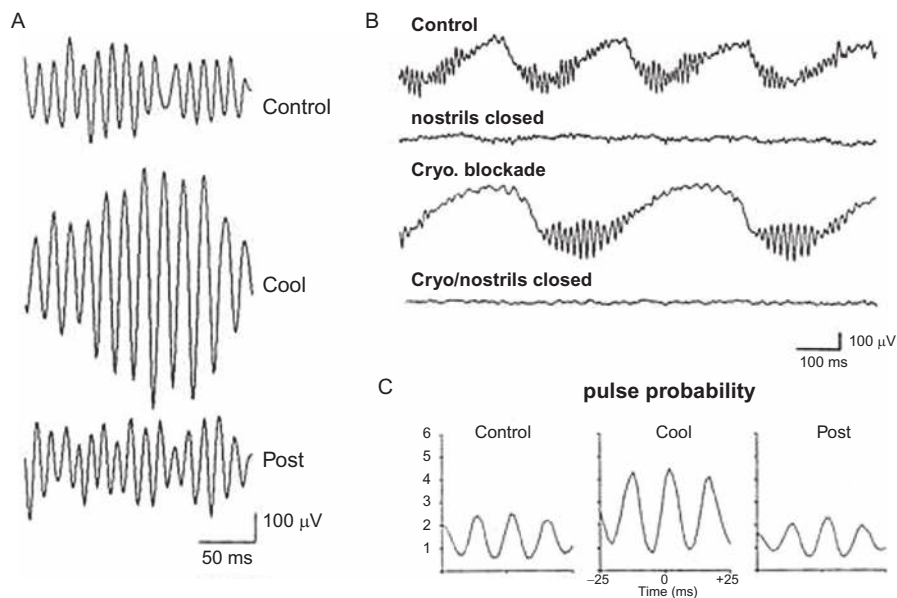 A
Control
Cool
Post
100 μV
50 ms
B
Control
nostrils closed
Cryo. blockade
Cryo/nostrils closed
100 μV
100 ms
C
pulse probability
Control
Cool
Post
6
5
4
3
2
1
−25
0
+25
Time (ms)